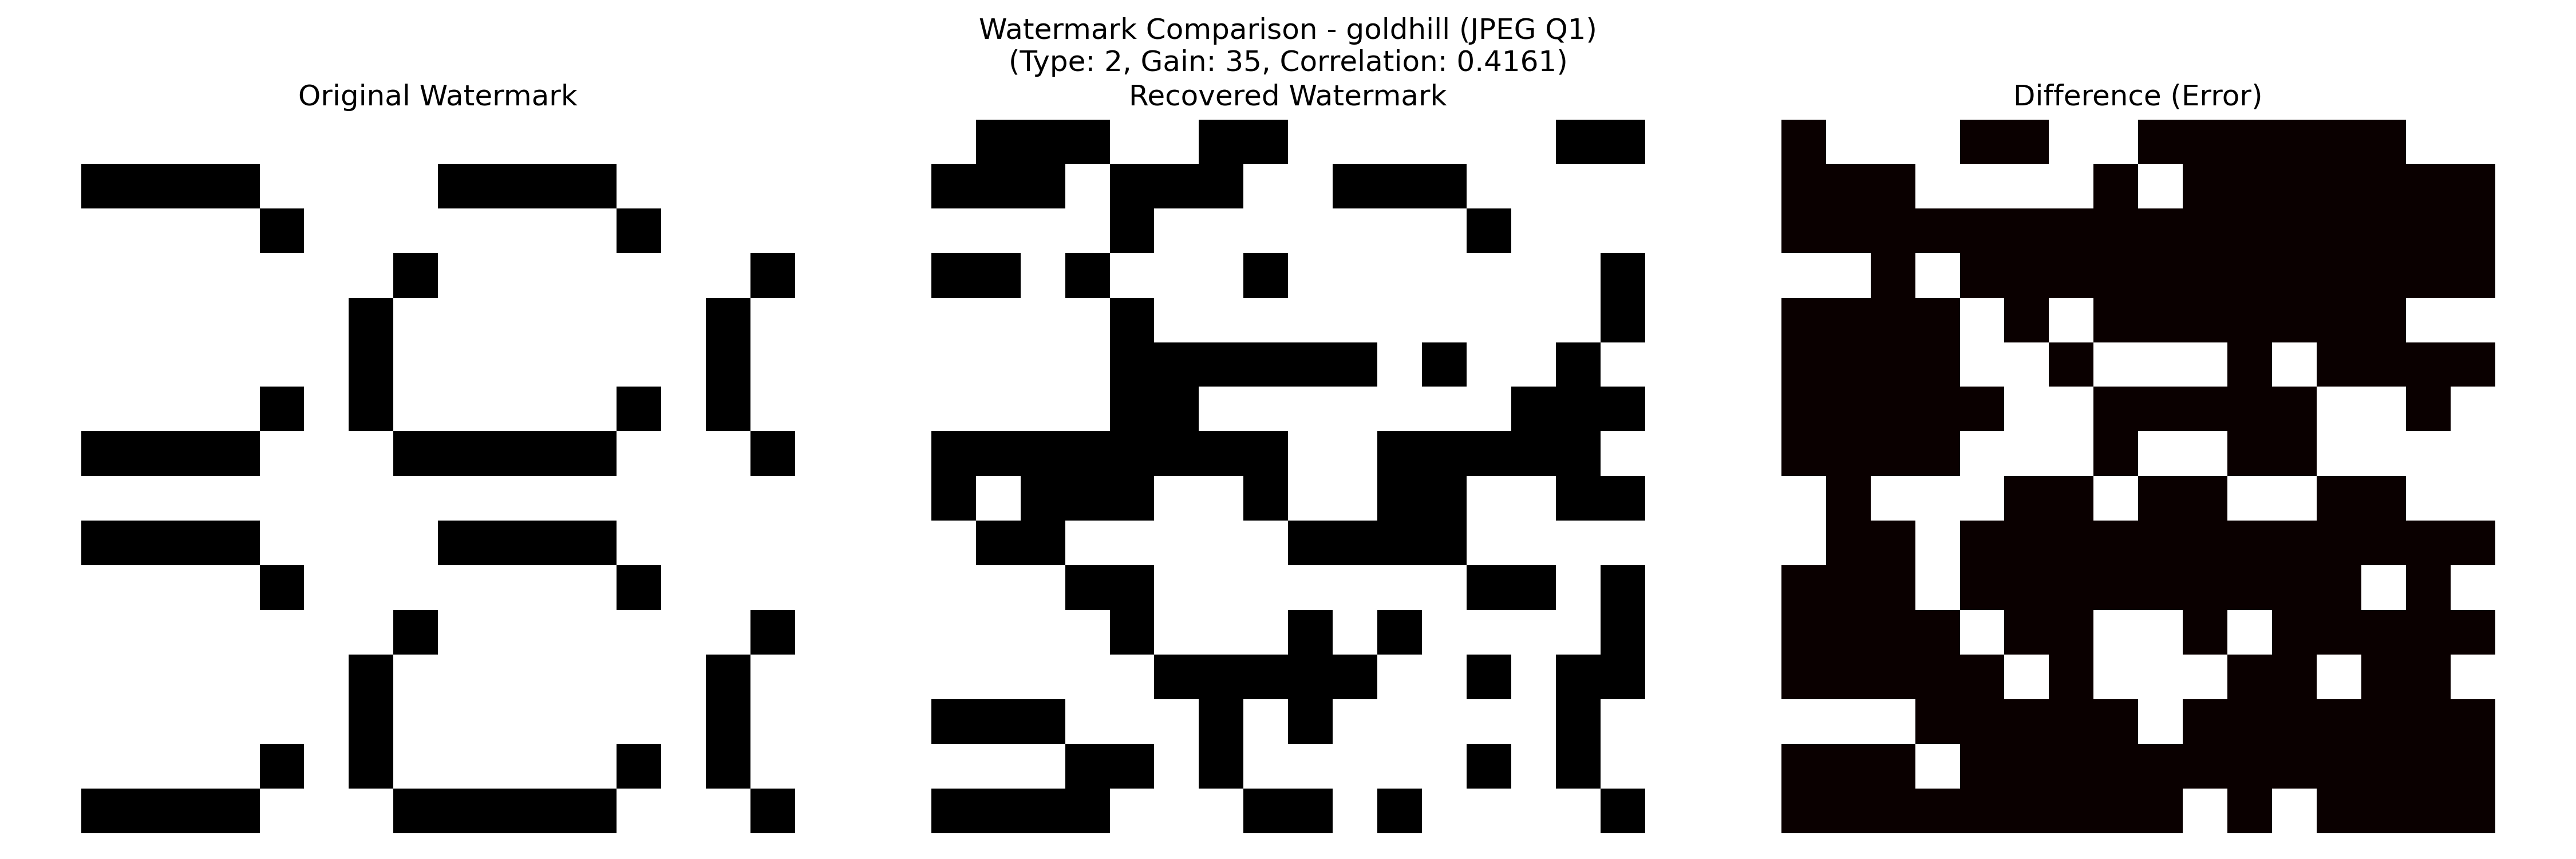 Watermark Comparison - goldhill (JPEG Q1)
(Type: 2, Gain: 35, Correlation: 0.4161)
Original Watermark
Recovered Watermark
Difference (Error)